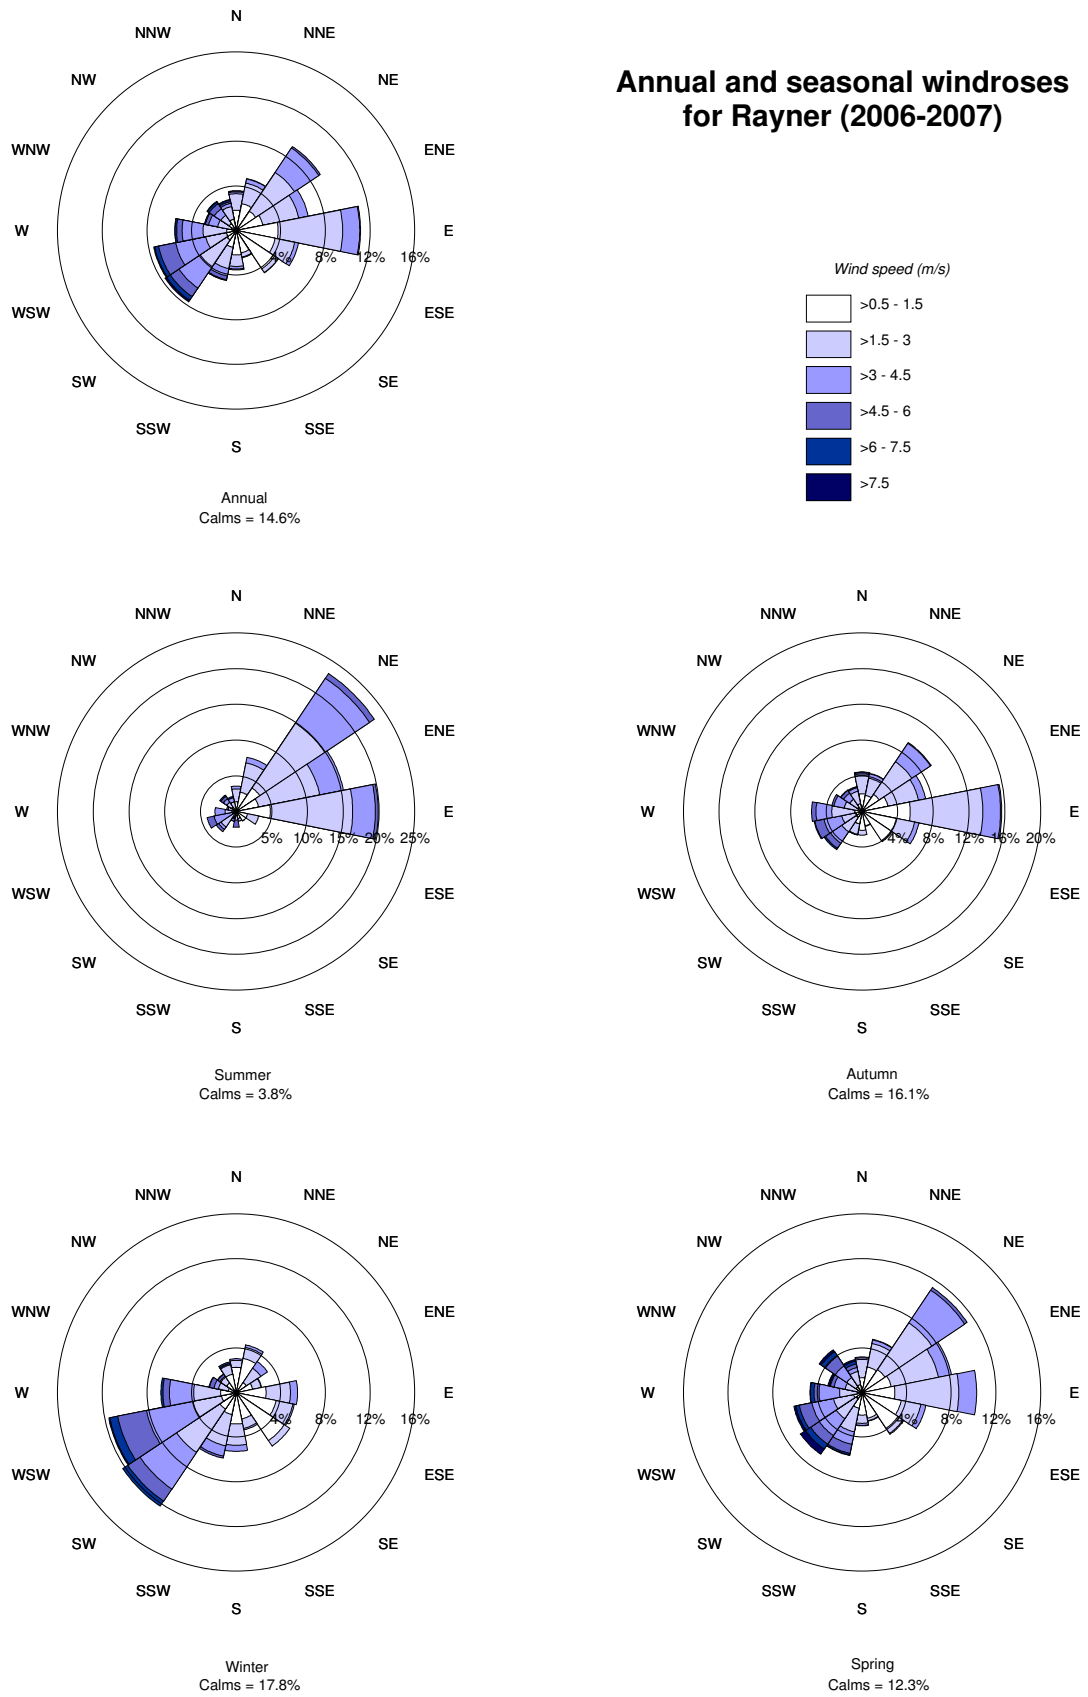 Annual and seasonal windroses
for Rayner (2006-2007)
N
NNW
NNE
NW
NE
WNW
ENE
W
E
4%
8%
12%
16%
WSW
ESE
SW
SE
SSW
SSE
S
Annual
Calms = 14.6%
Wind speed (m/s)
>0.5 - 1.5
>1.5 - 3
>3 - 4.5
>4.5 - 6
>6 - 7.5
>7.5
N
NNW
NNE
NW
NE
WNW
ENE
W
E
5%
10%
15%
20%
25%
WSW
ESE
SW
SE
SSW
SSE
S
Summer
Calms = 3.8%
N
NNW
NNE
NW
NE
WNW
ENE
W
E
4%
8%
12%
16%
20%
WSW
ESE
SW
SE
SSW
SSE
S
Autumn
Calms = 16.1%
N
NNW
NNE
NW
NE
WNW
ENE
W
E
4%
8%
12%
16%
WSW
ESE
SW
SE
SSW
SSE
S
Winter
Calms = 17.8%
N
NNW
NNE
NW
NE
WNW
ENE
W
E
4%
8%
12%
16%
WSW
ESE
SW
SE
SSW
SSE
S
Spring
Calms = 12.3%